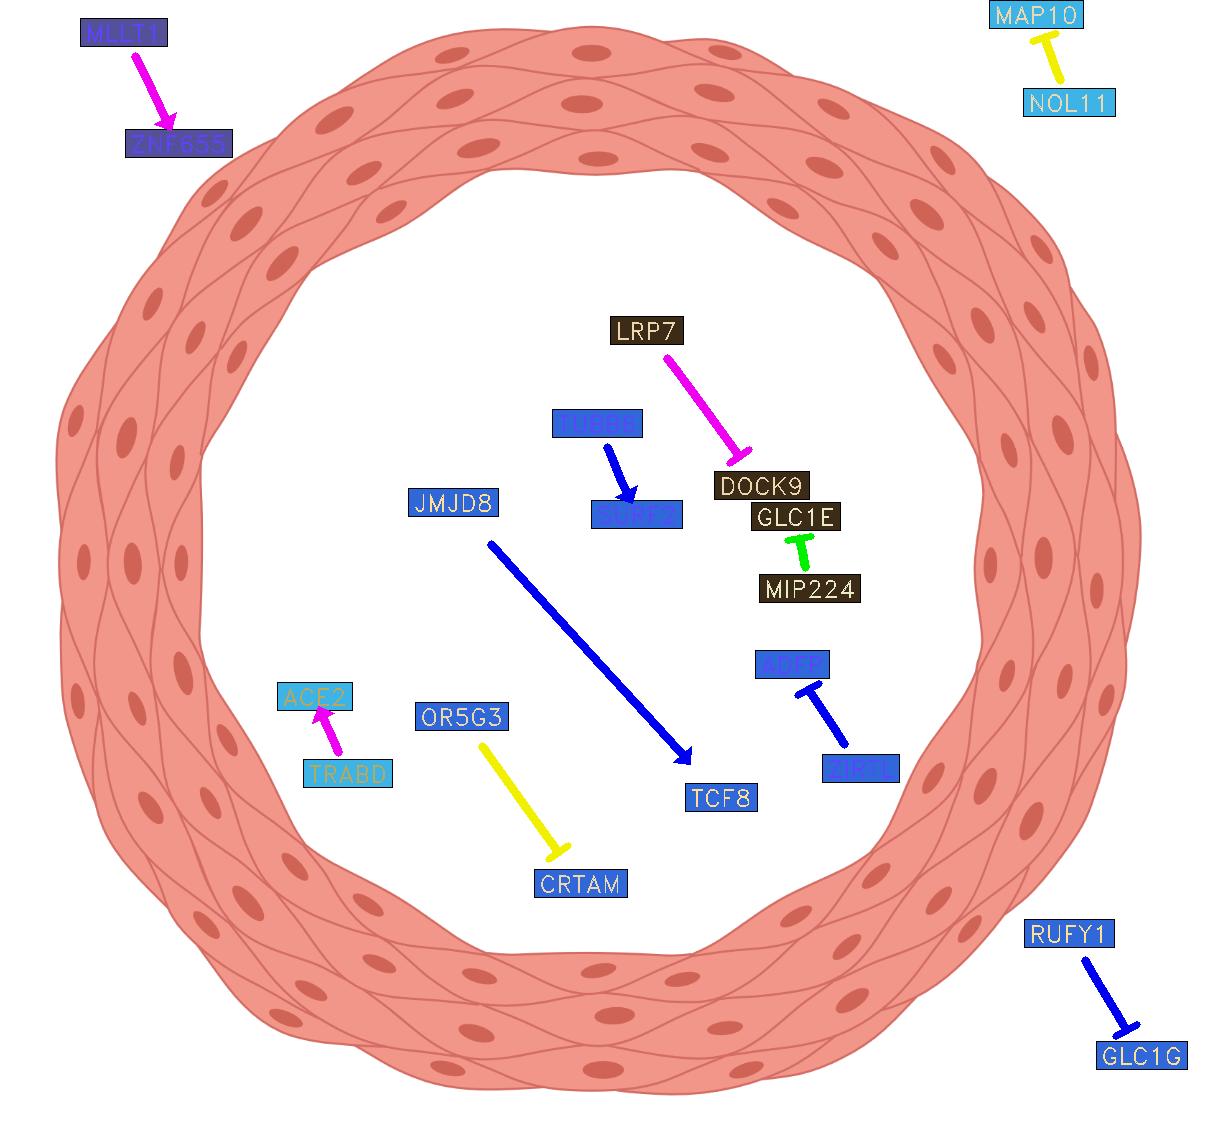 MAP10
MLLT1
NOL11
ZNF655
LRP7
TUBB8
DOCK9
JMJD8
SURF2
GLC1E
MIP224
ADFP
ACE2
OR5G3
ZIRTL
TRABD
TCF8
CRTAM
RUFY1
GLC1G